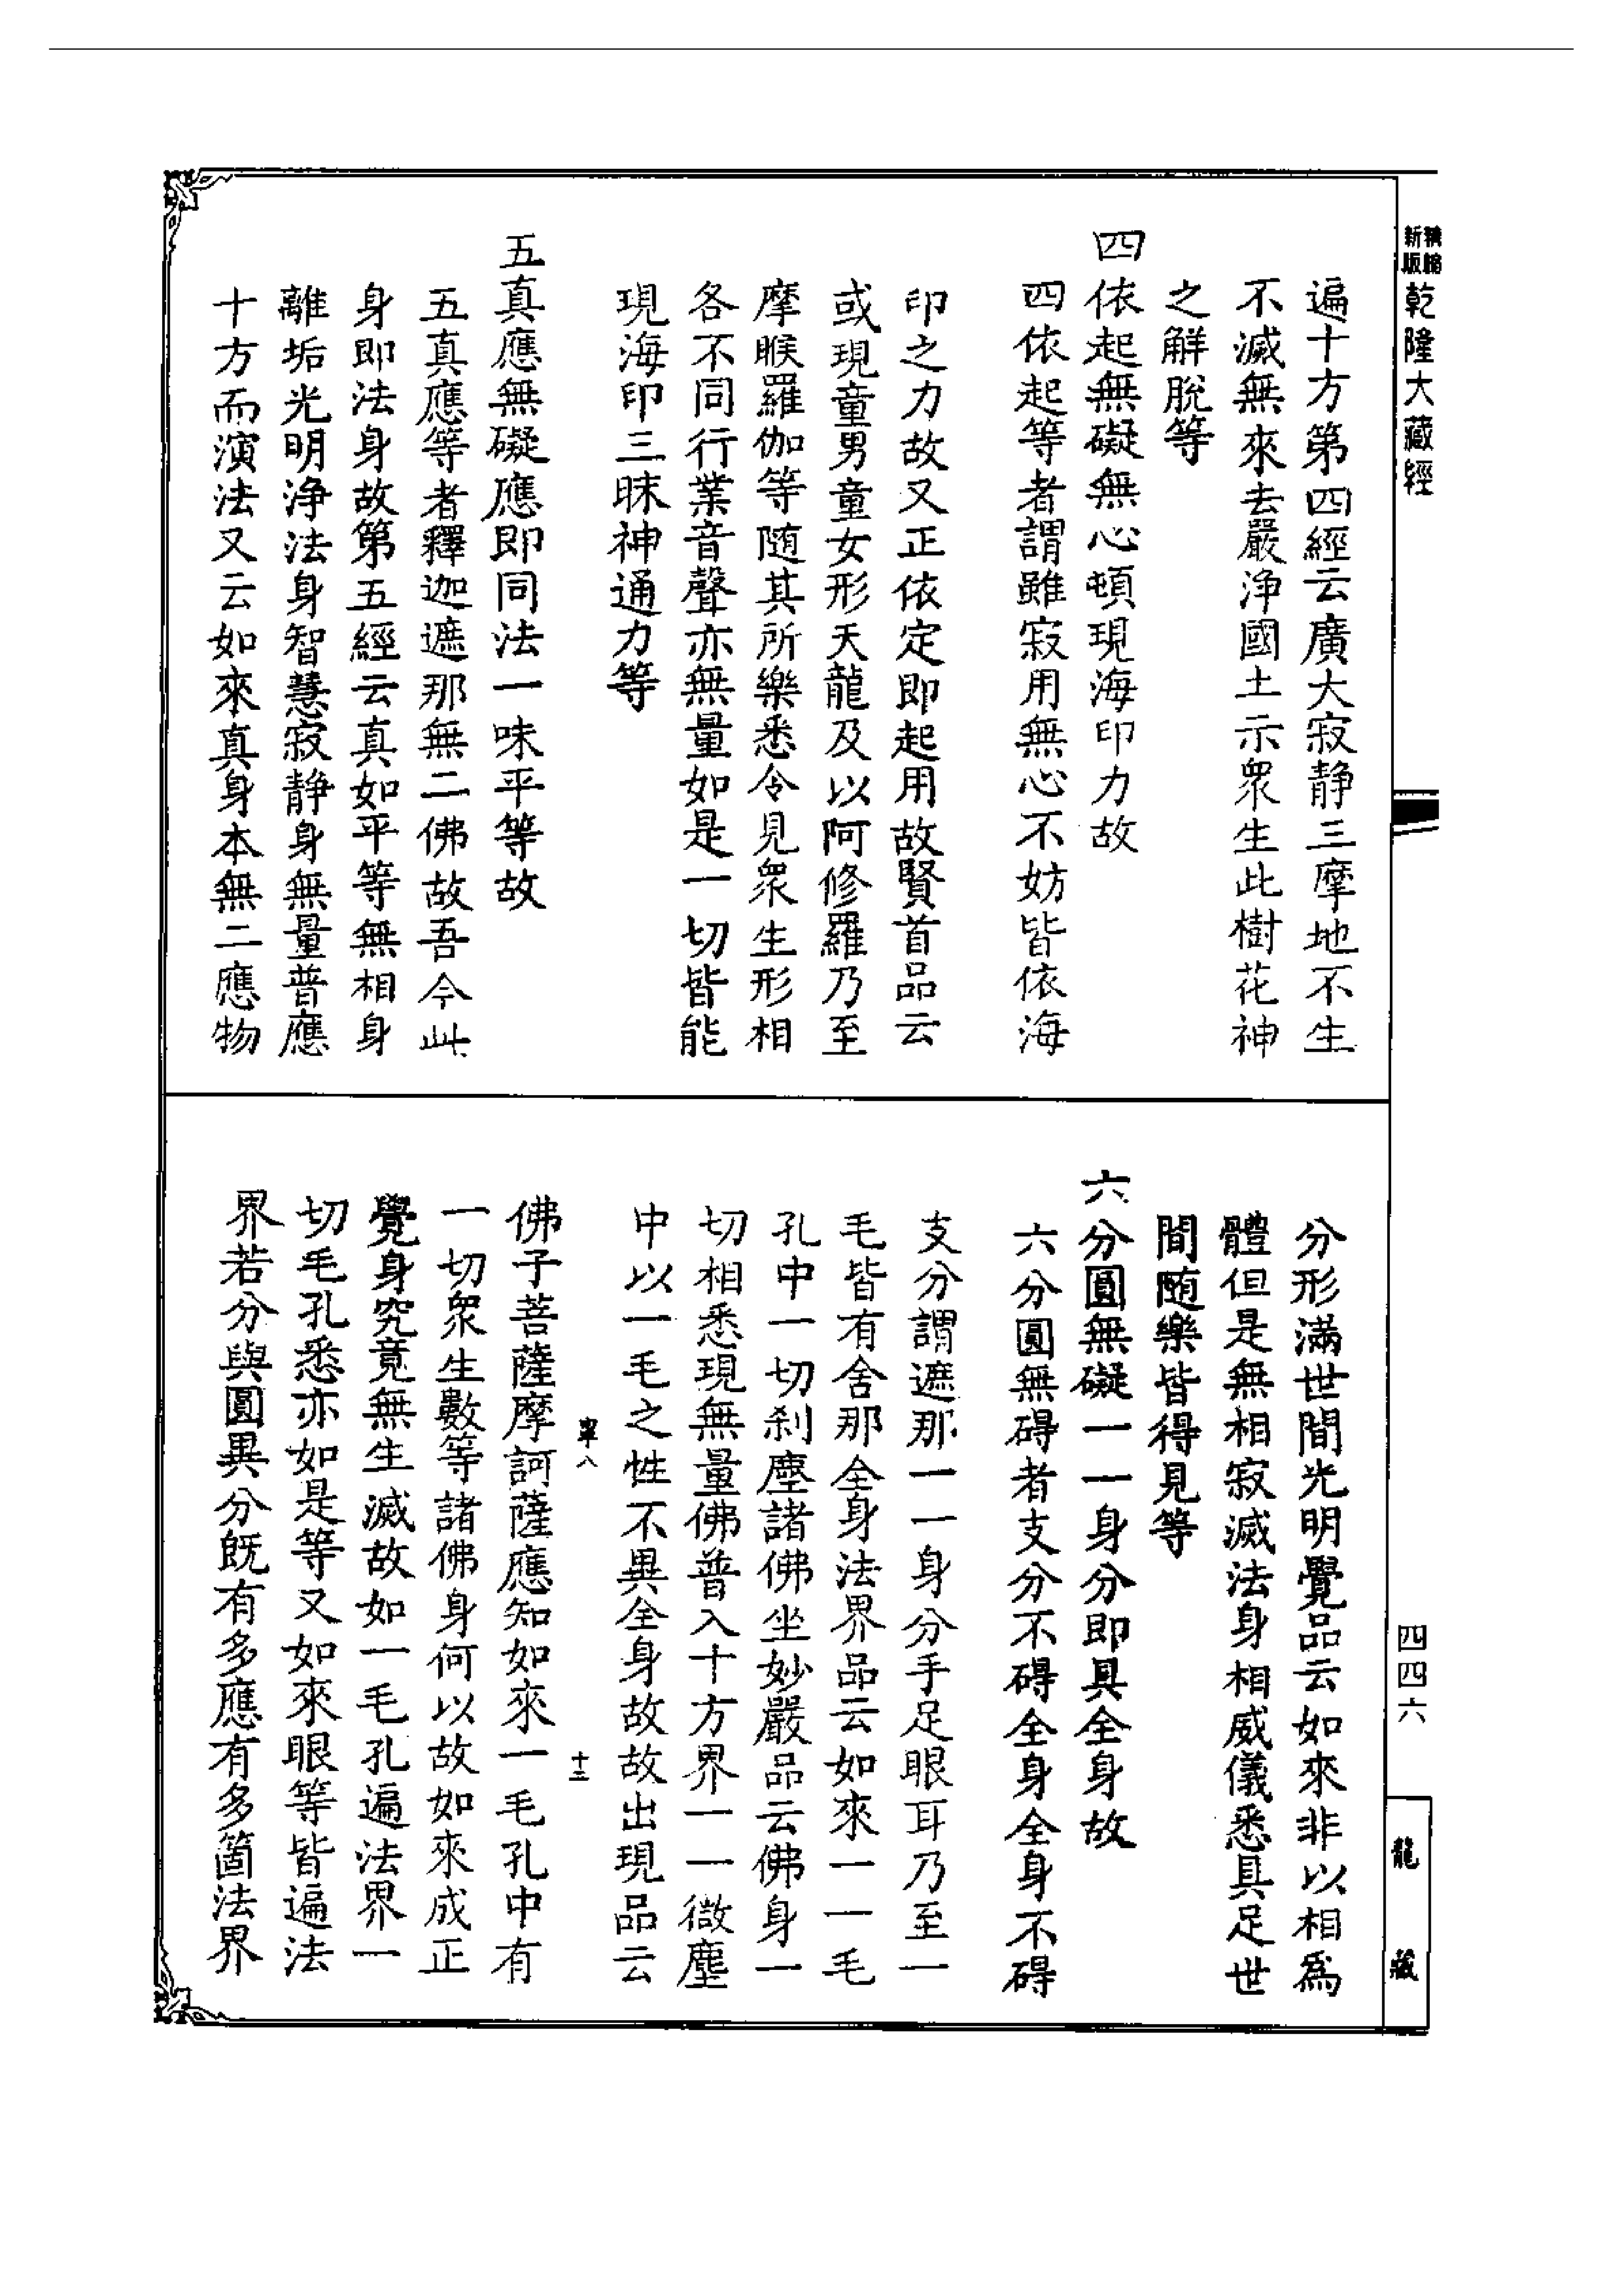 新版
精縮
乾隆大藏經
遍十方第四經云廣大寂静三摩地不生
不滅無來去嚴淨國土示衆生此樹花神
之解脫等
四依起無礙無心頓現海印力故
四依起等者謂雖寂用無心不妨皆依海
印之力故又正依定即起用故賢首品云
或現童男童女形天龍及以阿修羅乃至
摩睺羅伽等隨其所樂悉令見衆生形相
各不同行業音聲亦無量如是一切皆能
現海印三昧神通力等
五真應無礙應即同法一味平等故
五真應等者釋迦遮那無二佛故吾今此
身即法身故第五經云真如平等無相身
離垢光明浄法身智慧寂静身無量普應
十方而演法又云如來真身本無二應物
分形滿世間光明覺品云如來非以相爲
體但是無相寂滅法身相威儀悉具足世
間隨樂皆得見等
六分圓無礙一一身分即具全身故
六分圓無碍者支分不碍全身全身不碍
支分謂遮那一一身分手足眼耳乃至一
毛皆有舍那全身法界品云如來一一毛
孔中一切刹塵諸佛坐妙嚴品云佛身一
切相悉現無量佛普入十方界一一微塵
中以一毛之性不異全身故故出現品云
佛子菩薩摩訶薩應知如來一毛孔中有
一切衆生數等諸佛身何以故如來成正
覺身究竟無生滅故如一毛孔遍法界一
切毛孔悉亦如是等又如來眼等皆遍法
界若分與圓異分既有多應有多箇法界
十三
四四六
龍藏